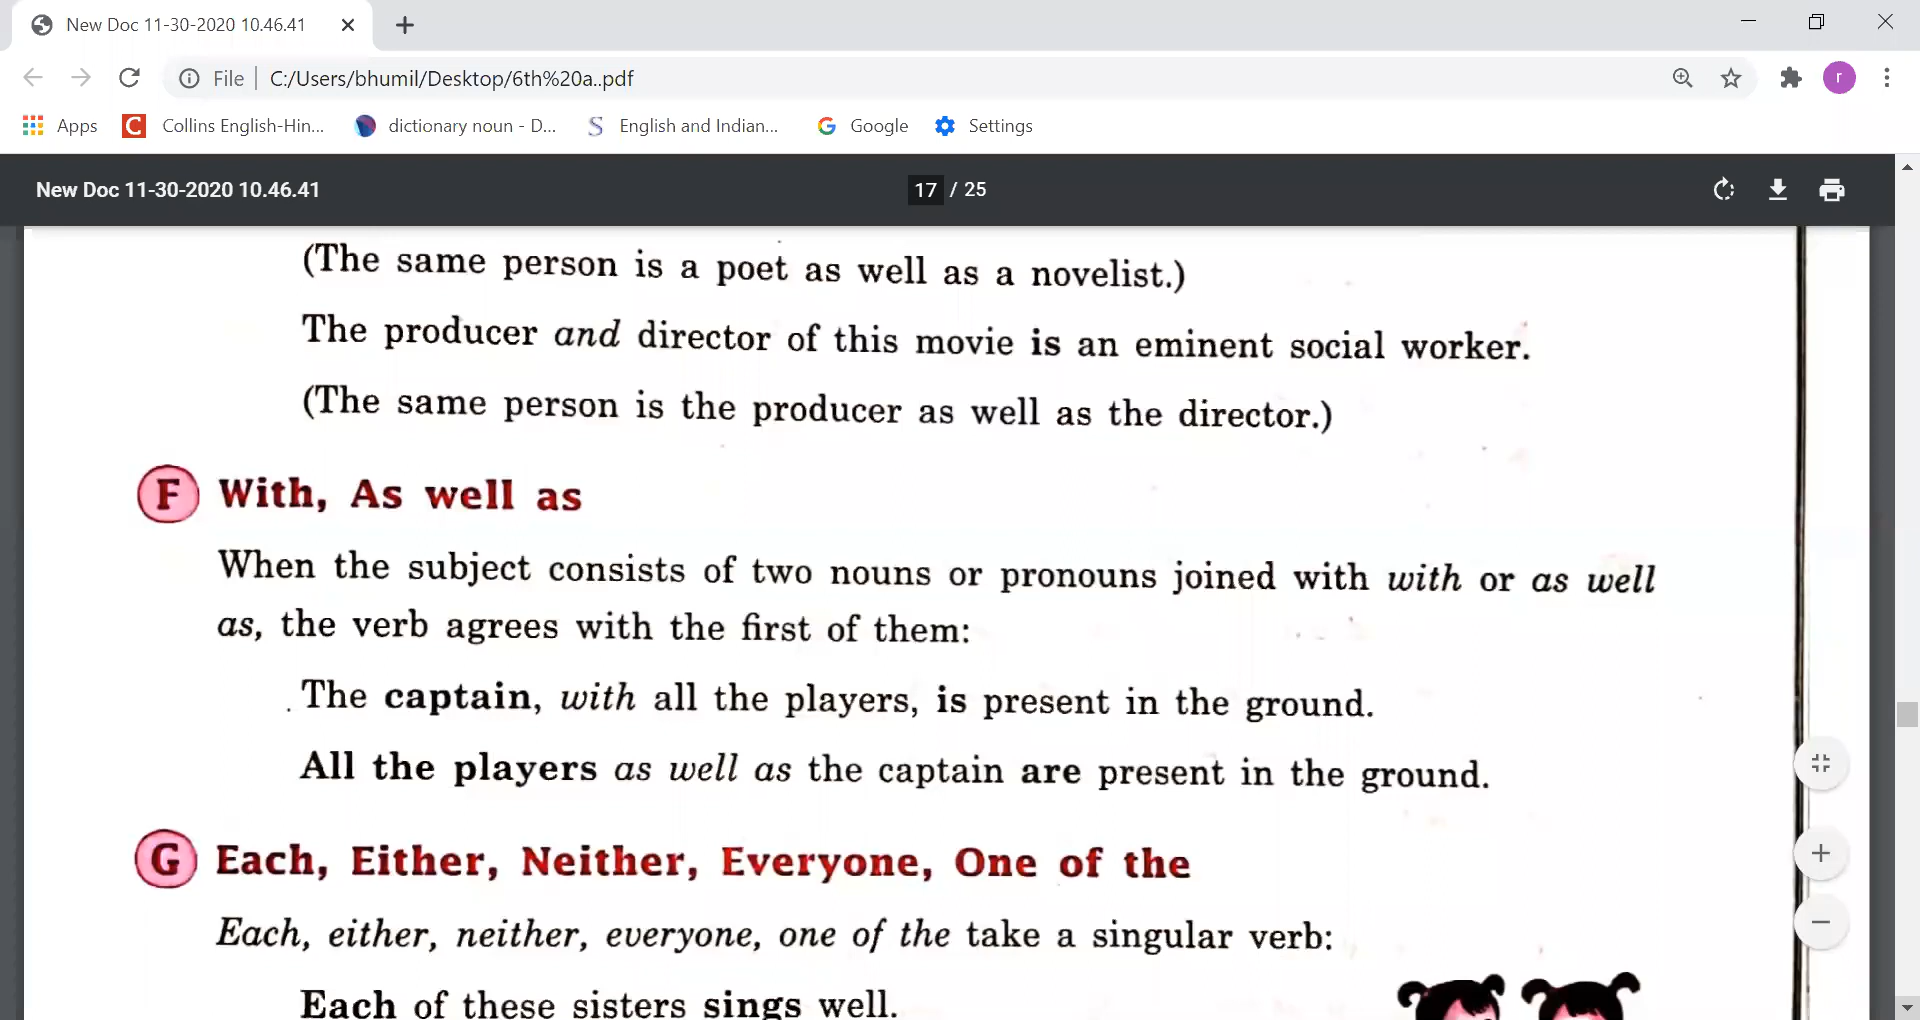 New Doc 11-30-2020 10.46.41
File | C:/Users/bhumil/Desktop/6th%20a..pdf
r
Apps Collins English-Hin... dictionary noun - D... English and Indian... Google Settings
New Doc 11-30-2020 10.46.41 17 / 25
(The same person is a poet as well as a novelist.)
The producer and director of this movie is an eminent social worker.
(The same person is the producer as well as the director.)
F With, As well as
When the subject consists of two nouns or pronouns joined with with or as well
as, the verb agrees with the first of them:
The captain, with all the players, is present in the ground.
All the players as well as the captain are present in the ground.
G Each, Either, Neither, Everyone, One of the
Each, either, neither, everyone, one of the take a singular verb:
Each of these sisters sings well.